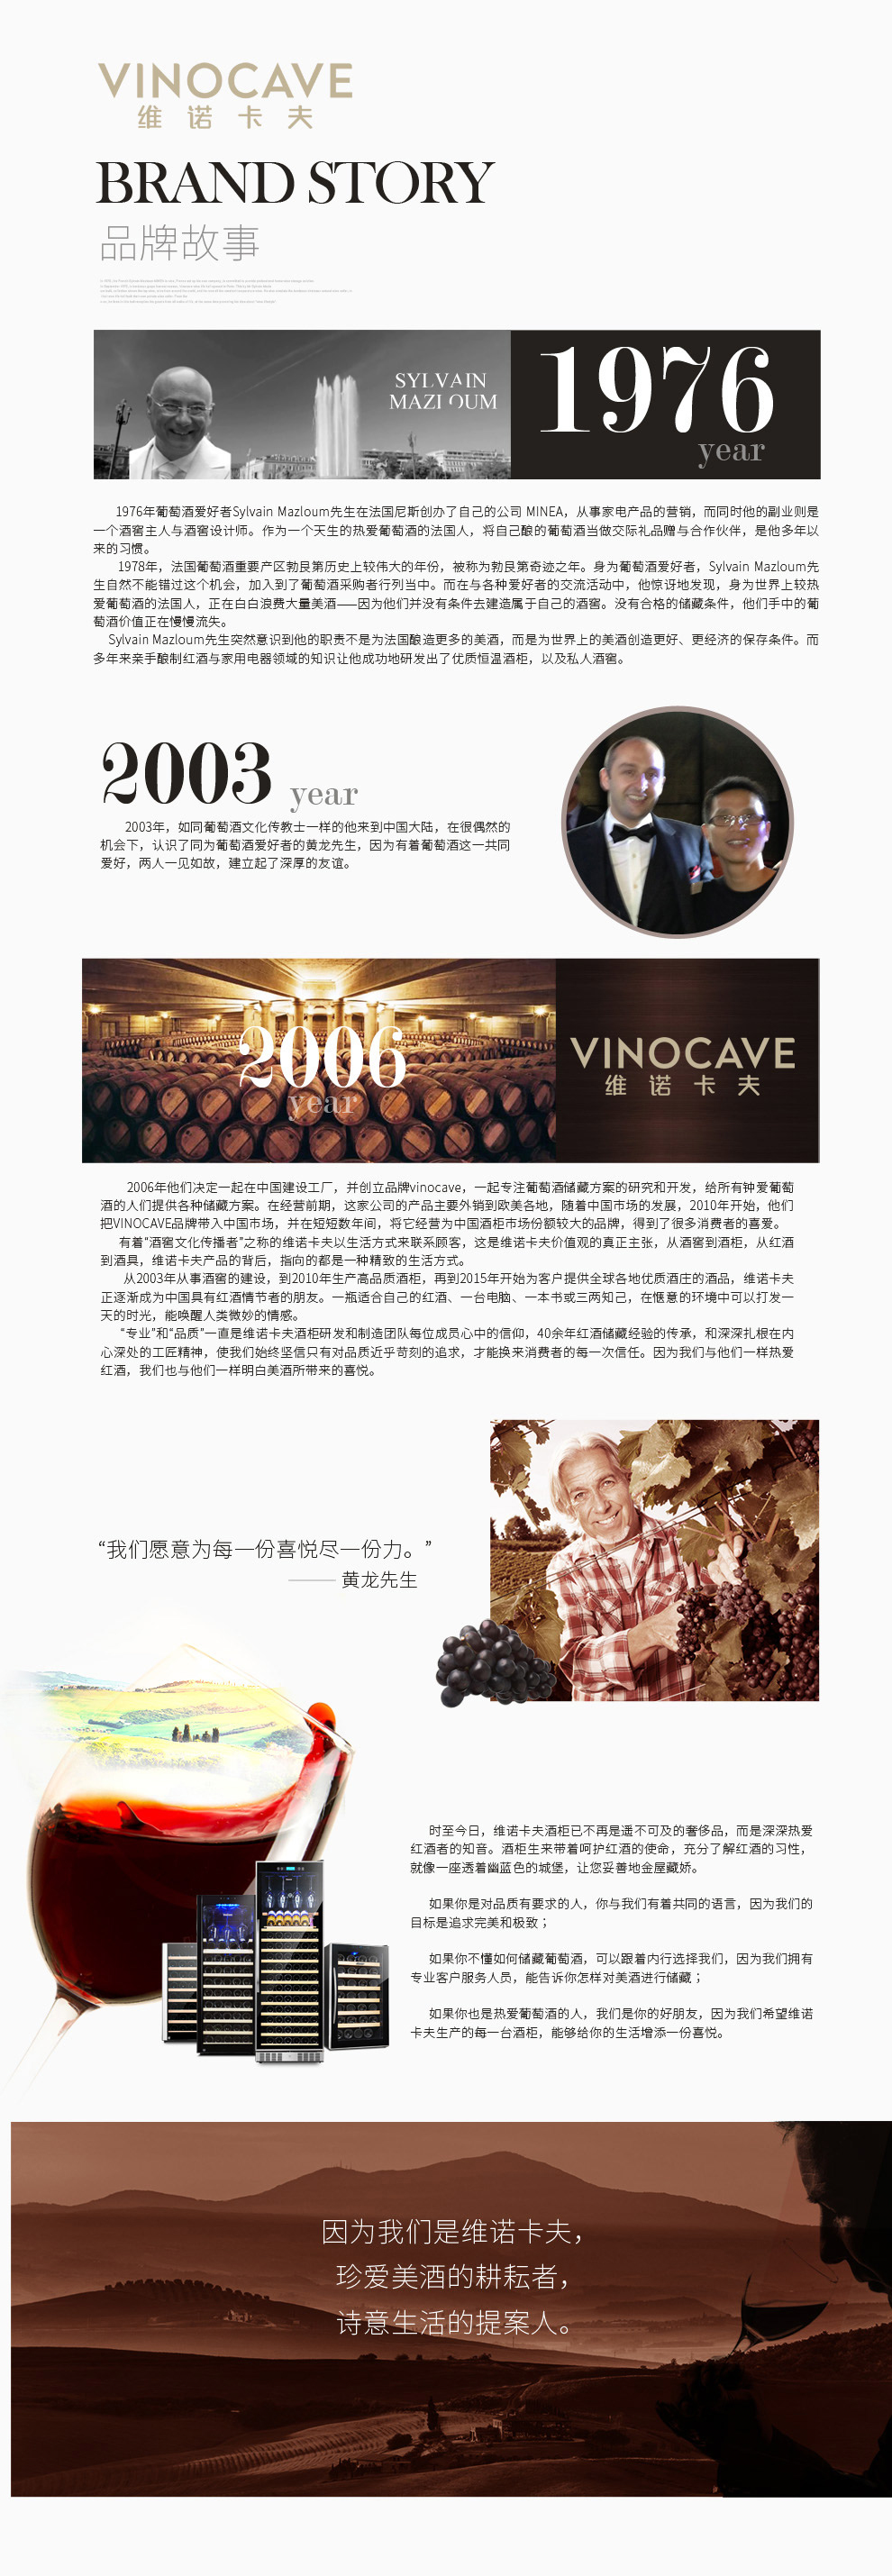 VINOCAVE
维诺卡夫
BRAND STORY
品牌故事
SYLVAIN
MAZLOUM
1976
year
1976年葡萄酒爱好者Sylvain Mazloum先生在法国尼斯创办了自己的公司 MINEA，从事家电产品的营销，而同时他的副业则是
一个酒窖主人与酒窖设计师。作为一个天生的热爱葡萄酒的法国人，将自己酿的葡萄酒当做交际礼品赠与合作伙伴，是他多年以
来的习惯。
1978年，法国葡萄酒重要产区勃艮第历史上较伟大的年份，被称为勃艮第奇迹之年。身为葡萄酒爱好者，Sylvain Mazloum先
生自然不能错过这个机会，加入到了葡萄酒采购者行列当中。而在与各种爱好者的交流活动中，他惊讶地发现，身为世界上较热
爱葡萄酒的法国人，正在白白浪费大量美酒——因为他们并没有条件去建造属于自己的酒窖。没有合格的储藏条件，他们手中的葡
萄酒价值正在慢慢流失。
Sylvain Mazloum先生突然意识到他的职责不是为法国酿造更多的美酒，而是为世界上的美酒创造更好、更经济的保存条件。而
多年来亲手酿制红酒与家用电器领域的知识让他成功地研发出了优质恒温酒柜，以及私人酒窖。
2003 year
2003年，如同葡萄酒文化传教士一样的他来到中国大陆，在很偶然的
机会下，认识了同为葡萄酒爱好者的黄龙先生，因为有着葡萄酒这一共同
爱好，两人一见如故，建立起了深厚的友谊。
2006
year
VINOCAVE
维诺卡夫
2006年他们决定一起在中国建设工厂，并创立品牌vinocave，一起专注葡萄酒储藏方案的研究和开发，给所有钟爱葡萄
酒的人们提供各种储藏方案。在经营前期，这家公司的产品主要外销到欧美各地，随着中国市场的发展，2010年开始，他们
把VINOCAVE品牌带入中国市场，并在短短数年间，将它经营为中国酒柜市场份额较大的品牌，得到了很多消费者的喜爱。
有着“酒窖文化传播者”之称的维诺卡夫以生活方式来联系顾客，这是维诺卡夫价值观的真正主张，从酒窖到酒柜，从红酒
到酒具，维诺卡夫产品的背后，指向的都是一种精致的生活方式。
从2003年从事酒窖的建设，到2010年生产高品质酒柜，再到2015年开始为客户提供全球各地优质酒庄的酒品，维诺卡夫
正逐渐成为中国具有红酒情节者的朋友。一瓶适合自己的红酒、一台电脑、一本书或三两知己，在惬意的环境中可以打发一
天的时光，能唤醒人类微妙的情感。
“专业”和“品质”一直是维诺卡夫酒柜研发和制造团队每位成员心中的信仰，40余年红酒储藏经验的传承，和深深扎根在内
心深处的工匠精神，使我们始终坚信只有对品质近乎苛刻的追求，才能换来消费者的每一次信任。因为我们与他们一样热爱
红酒，我们也与他们一样明白美酒所带来的喜悦。
“我们愿意为每一份喜悦尽一份力。”
—— 黄龙先生
时至今日，维诺卡夫酒柜已不再是遥不可及的奢侈品，而是深深热爱
红酒者的知音。酒柜生来带着呵护红酒的使命，充分了解红酒的习性，
就像一座透着幽蓝色的城堡，让您妥善地金屋藏娇。
如果你是对品质有要求的人，你与我们有着共同的语言，因为我们的
目标是追求完美和极致；
如果你不懂如何储藏葡萄酒，可以跟着内行选择我们，因为我们拥有
专业客户服务人员，能告诉你怎样对美酒进行储藏；
如果你也是热爱葡萄酒的人，我们是你的好朋友，因为我们希望维诺
卡夫生产的每一台酒柜，能够给你的生活增添一份喜悦。
因为我们是维诺卡夫，
珍爱美酒的耕耘者，
诗意生活的提案人。